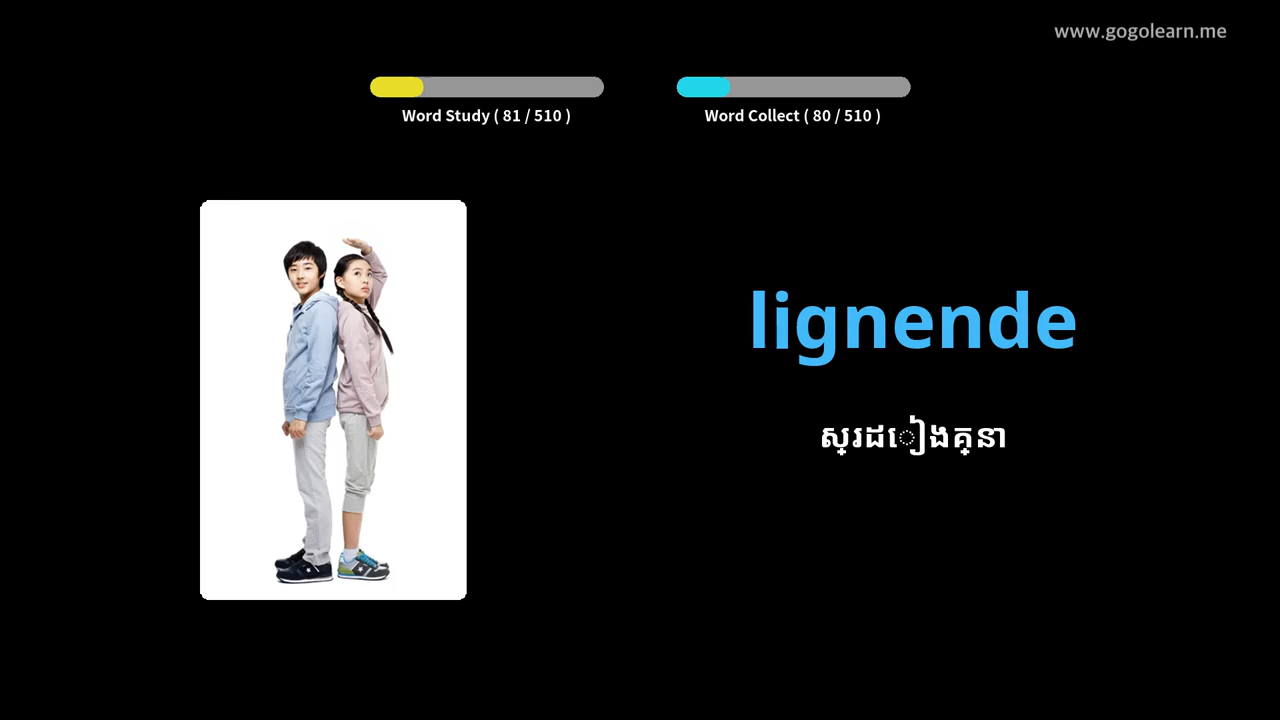 www.gogolearn.me
Word Study ( 81 / 510 )
Word Collect ( 80 / 510 )
lignende
ស្រដៀងគ្នា